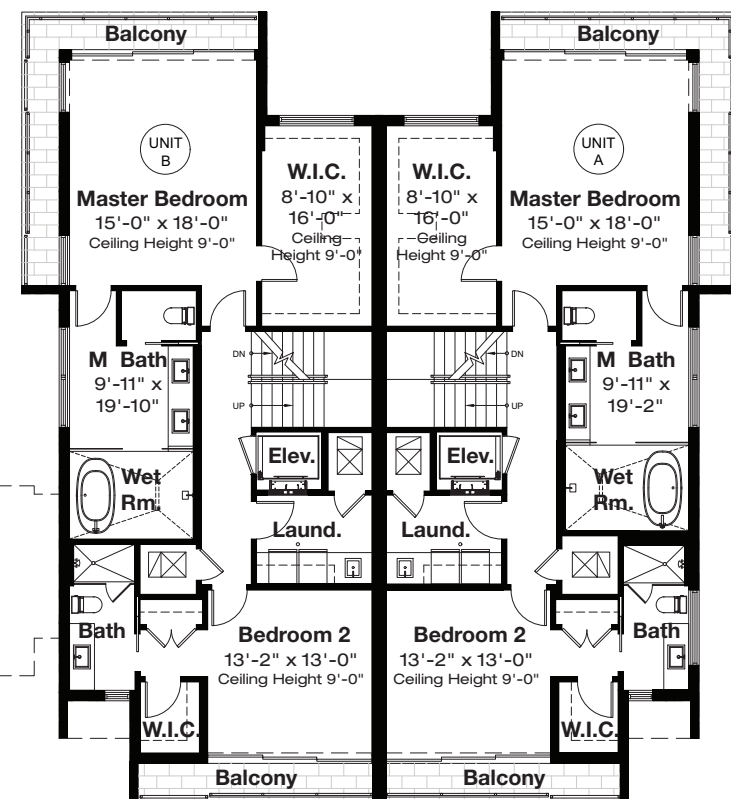 Balcony
Balcony
UNIT
B
UNIT
A
Master Bedroom
15'-0" x 18'-0"
Ceiling Height 9'-0"
W.I.C.
8'-10" x
16'-0"
Ceiling
Height 9'-0"
W.I.C.
8'-10" x
16'-0"
Ceiling
Height 9'-0"
Master Bedroom
15'-0" x 18'-0"
Ceiling Height 9'-0"
M Bath
9'-11" x
19'-10"
DN
UP
DN
UP
M Bath
9'-11" x
19'-2"
Wet
Rm.
Elev.
Elev.
Wet
Rm.
Laund.
Laund.
Bath
Bedroom 2
13'-2" x 13'-0"
Ceiling Height 9'-0"
Bedroom 2
13'-2" x 13'-0"
Ceiling Height 9'-0"
Bath
W.I.C.
W.I.C.
Balcony
Balcony